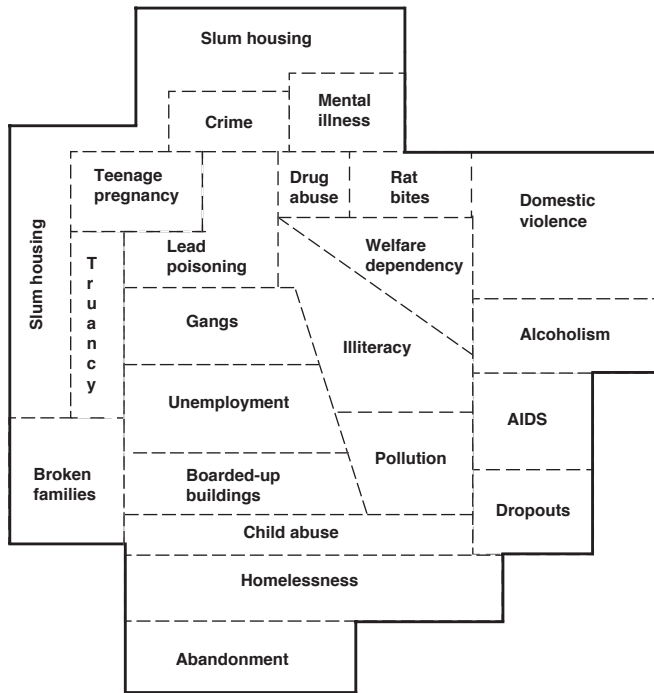 Slum housing
Mental
illness
Crime
Teenage
pregnancy
Drug
abuse
Rat
bites
Domestic
violence
Slum housing
Truancy
Lead
poisoning
Welfare
dependency
Gangs
Illiteracy
Alcoholism
Unemployment
AIDS
Broken
families
Boarded-up
buildings
Pollution
Dropouts
Child abuse
Homelessness
Abandonment